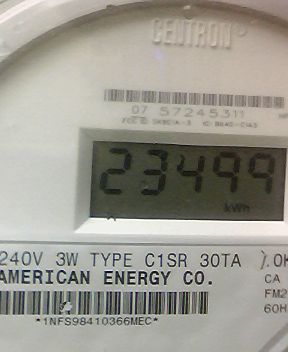 CENTRON®
07 57245311
23499
kWh
240V 3W TYPE C1SR 30TA
AMERICAN ENERGY CO.
CA
FM2
60H
*1NFS98410366MEC*